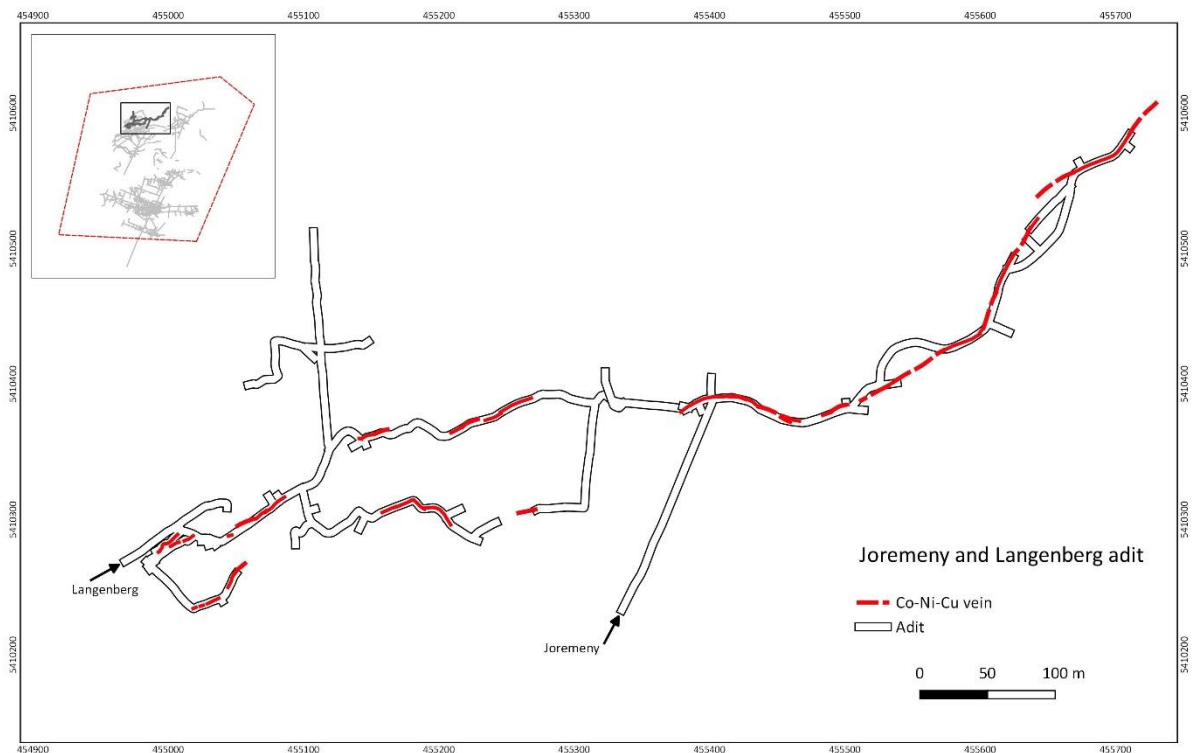 454900 455000 455100 455200 455300 455400 455500 455600 455700
5410600 5410600
5410500 5410500
5410400 5410400
5410300 5410300
Langenberg
Joremeny and Langenberg adit
Co-Ni-Cu vein
Adit
Joremeny
5410200 5410200
0 50 100 m
454900 455000 455100 455200 455300 455400 455500 455600 455700